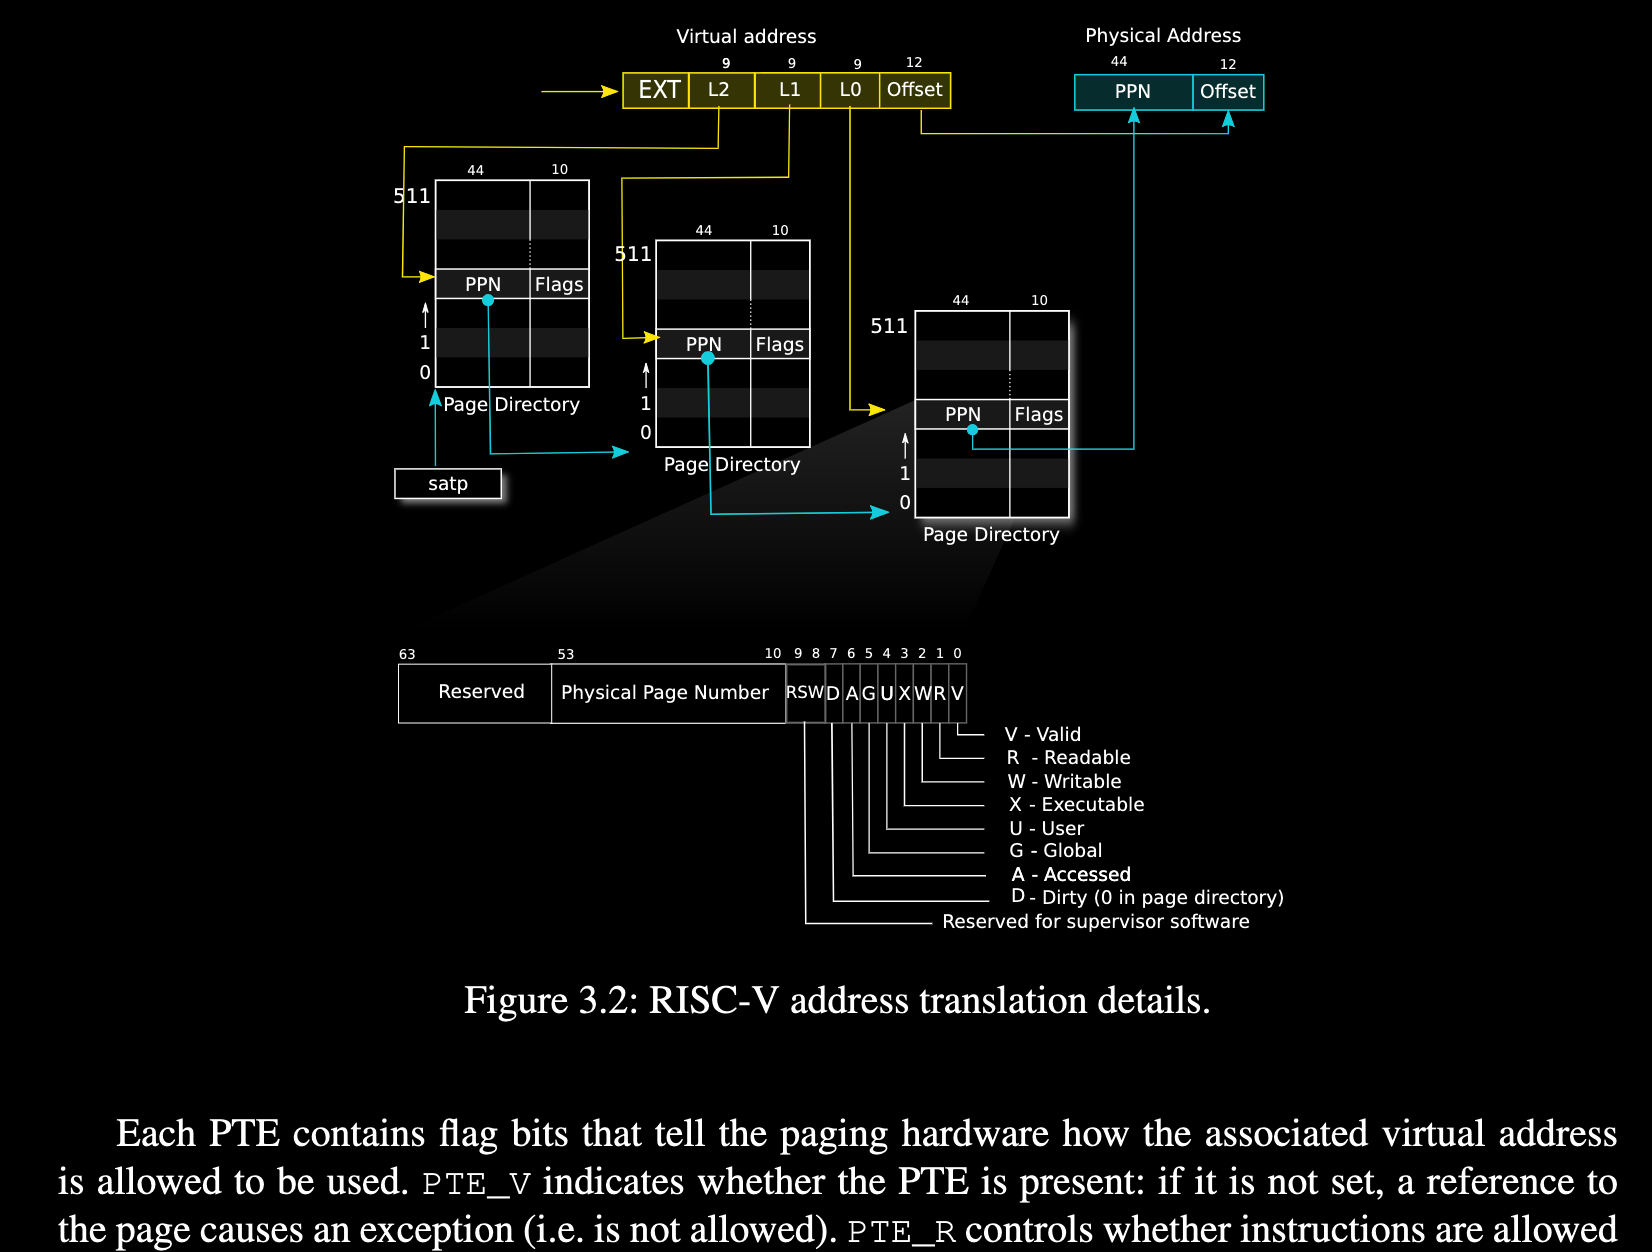 Virtual address
Physical Address
9 9 9 12
44 12
EXT L2 L1 L0 Offset
PPN Offset
44 10
511
PPN Flags
1
0
Page Directory
satp
44 10
511
PPN Flags
1
0
Page Directory
44 10
511
PPN Flags
1
0
Page Directory
63 53 10 9 8 7 6 5 4 3 2 1 0
Reserved Physical Page Number RSW D A G U X W R V
V - Valid
R - Readable
W - Writable
X - Executable
U - User
G - Global
A - Accessed
D - Dirty (0 in page directory)
Reserved for supervisor software
Figure 3.2: RISC-V address translation details.
Each PTE contains flag bits that tell the paging hardware how the associated virtual address
is allowed to be used. PTE_V indicates whether the PTE is present: if it is not set, a reference to
the page causes an exception (i.e. is not allowed). PTE_R controls whether instructions are allowed